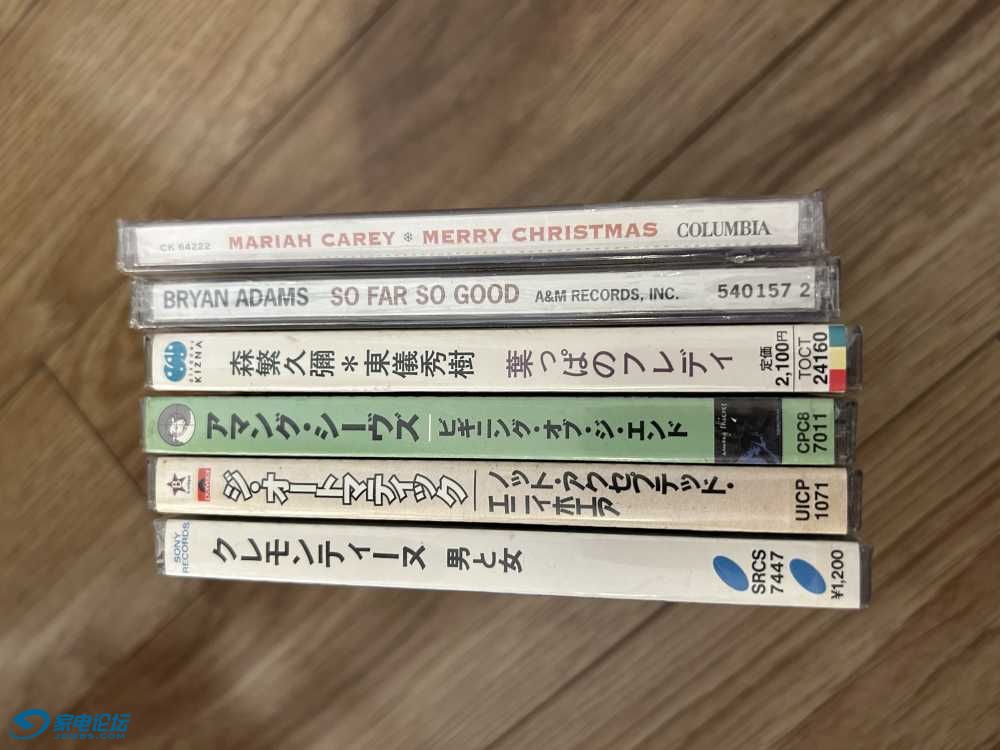 CK 64222 MARIAH CAREY * MERRY CHRISTMAS COLUMBIA
BRYAN ADAMS SO FAR SO GOOD A&M RECORDS, INC. 540157 2
KIZNA 森繁久彌*東儀秀樹 葉っぱのフレディ 定価 2,100円 TOCT 24160
アマング・シーヴズ ビギニング・オブ・ジ・エンド CPC8 7011
ジ・オートマティック ノット・アクセプテッド・
エニィホエア UICP 1071
SONY RECORDS クレモンティーヌ 男と女 SRCS 7447 ¥1,200
家电论坛
JDBBS.COM